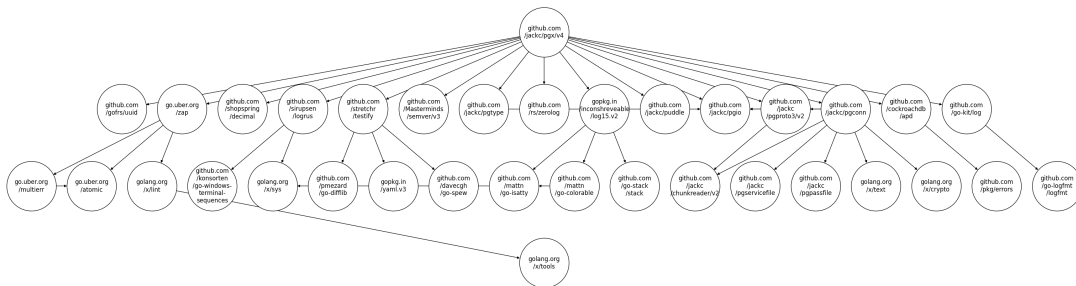 github.com
/jackc/pgx/v4
github.com
/gofrs/uuid
go.uber.org
/zap
github.com
/shopspring
/decimal
github.com
/sirupsen
/logrus
github.com
/stretchr
/testify
github.com
/Masterminds
/semver/v3
github.com
/jackc/pgtype
github.com
/rs/zerolog
gopkg.in
/inconshreveable
/log15.v2
github.com
/jackc/puddle
github.com
/jackc/pgio
github.com
/jackc
/pgproto3/v2
github.com
/jackc/pgconn
github.com
/cockroachdb
/apd
github.com
/go-kit/log
go.uber.org
/multierr
go.uber.org
/atomic
golang.org
/x/lint
github.com
/konsorten
/go-windows-
terminal-
sequences
golang.org
/x/sys
github.com
/pmezard
/go-difflib
gopkg.in
/yaml.v3
github.com
/davecgh
/go-spew
github.com
/mattn
/go-isatty
github.com
/mattn
/go-colorable
github.com
/go-stack
/stack
github.com
/jackc
/chunkreader/v2
github.com
/jackc
/pgservicefile
github.com
/jackc
/pgpassfile
golang.org
/x/text
golang.org
/x/crypto
github.com
/pkg/errors
github.com
/go-logfmt
/logfmt
golang.org
/x/tools